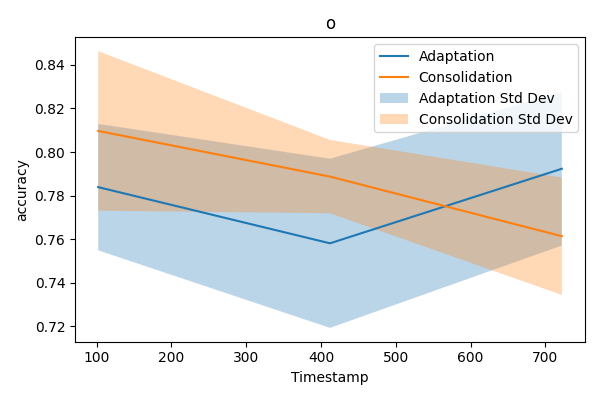 o
Adaptation
Consolidation
Adaptation Std Dev
Consolidation Std Dev
accuracy
0.84
0.82
0.80
0.78
0.76
0.74
0.72
100 200 300 400 500 600 700
Timestamp